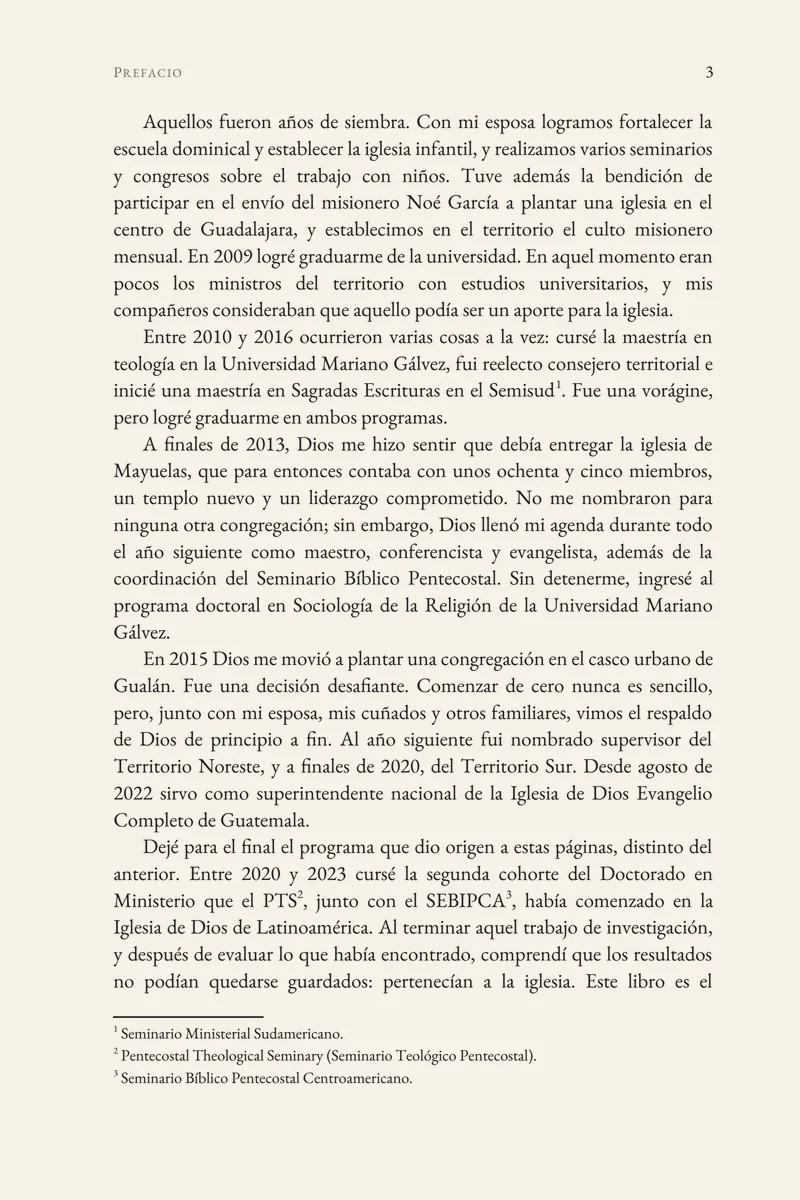 PREFACIO 3
Aquellos fueron años de siembra. Con mi esposa logramos fortalecer la
escuela dominical y establecer la iglesia infantil, y realizamos varios seminarios
y congresos sobre el trabajo con niños. Tuve además la bendición de
participar en el envío del misionero Noé García a plantar una iglesia en el
centro de Guadalajara, y establecimos en el territorio el culto misionero
mensual. En 2009 logré graduarme de la universidad. En aquel momento eran
pocos los ministros del territorio con estudios universitarios, y mis
compañeros consideraban que aquello podía ser un aporte para la iglesia.
Entre 2010 y 2016 ocurrieron varias cosas a la vez: cursé la maestría en
teología en la Universidad Mariano Gálvez, fui reelecto consejero territorial e
inicié una maestría en Sagradas Escrituras en el Semisud¹. Fue una vorágine,
pero logré graduarme en ambos programas.
A finales de 2013, Dios me hizo sentir que debía entregar la iglesia de
Mayuelas, que para entonces contaba con unos ochenta y cinco miembros,
un templo nuevo y un liderazgo comprometido. No me nombraron para
ninguna otra congregación; sin embargo, Dios llenó mi agenda durante todo
el año siguiente como maestro, conferencista y evangelista, además de la
coordinación del Seminario Bíblico Pentecostal. Sin detenerme, ingresé al
programa doctoral en Sociología de la Religión de la Universidad Mariano
Gálvez.
En 2015 Dios me movió a plantar una congregación en el casco urbano de
Gualán. Fue una decisión desafiante. Comenzar de cero nunca es sencillo,
pero, junto con mi esposa, mis cuñados y otros familiares, vimos el respaldo
de Dios de principio a fin. Al año siguiente fui nombrado supervisor del
Territorio Noreste, y a finales de 2020, del Territorio Sur. Desde agosto de
2022 sirvo como superintendente nacional de la Iglesia de Dios Evangelio
Completo de Guatemala.
Dejé para el final el programa que dio origen a estas páginas, distinto del
anterior. Entre 2020 y 2023 cursé la segunda cohorte del Doctorado en
Ministerio que el PTS², junto con el SEBIPCA³, había comenzado en la
Iglesia de Dios de Latinoamérica. Al terminar aquel trabajo de investigación,
y después de evaluar lo que había encontrado, comprendí que los resultados
no podían quedarse guardados: pertenecían a la iglesia. Este libro es el
¹ Seminario Ministerial Sudamericano.
² Pentecostal Theological Seminary (Seminario Teológico Pentecostal).
³ Seminario Bíblico Pentecostal Centroamericano.